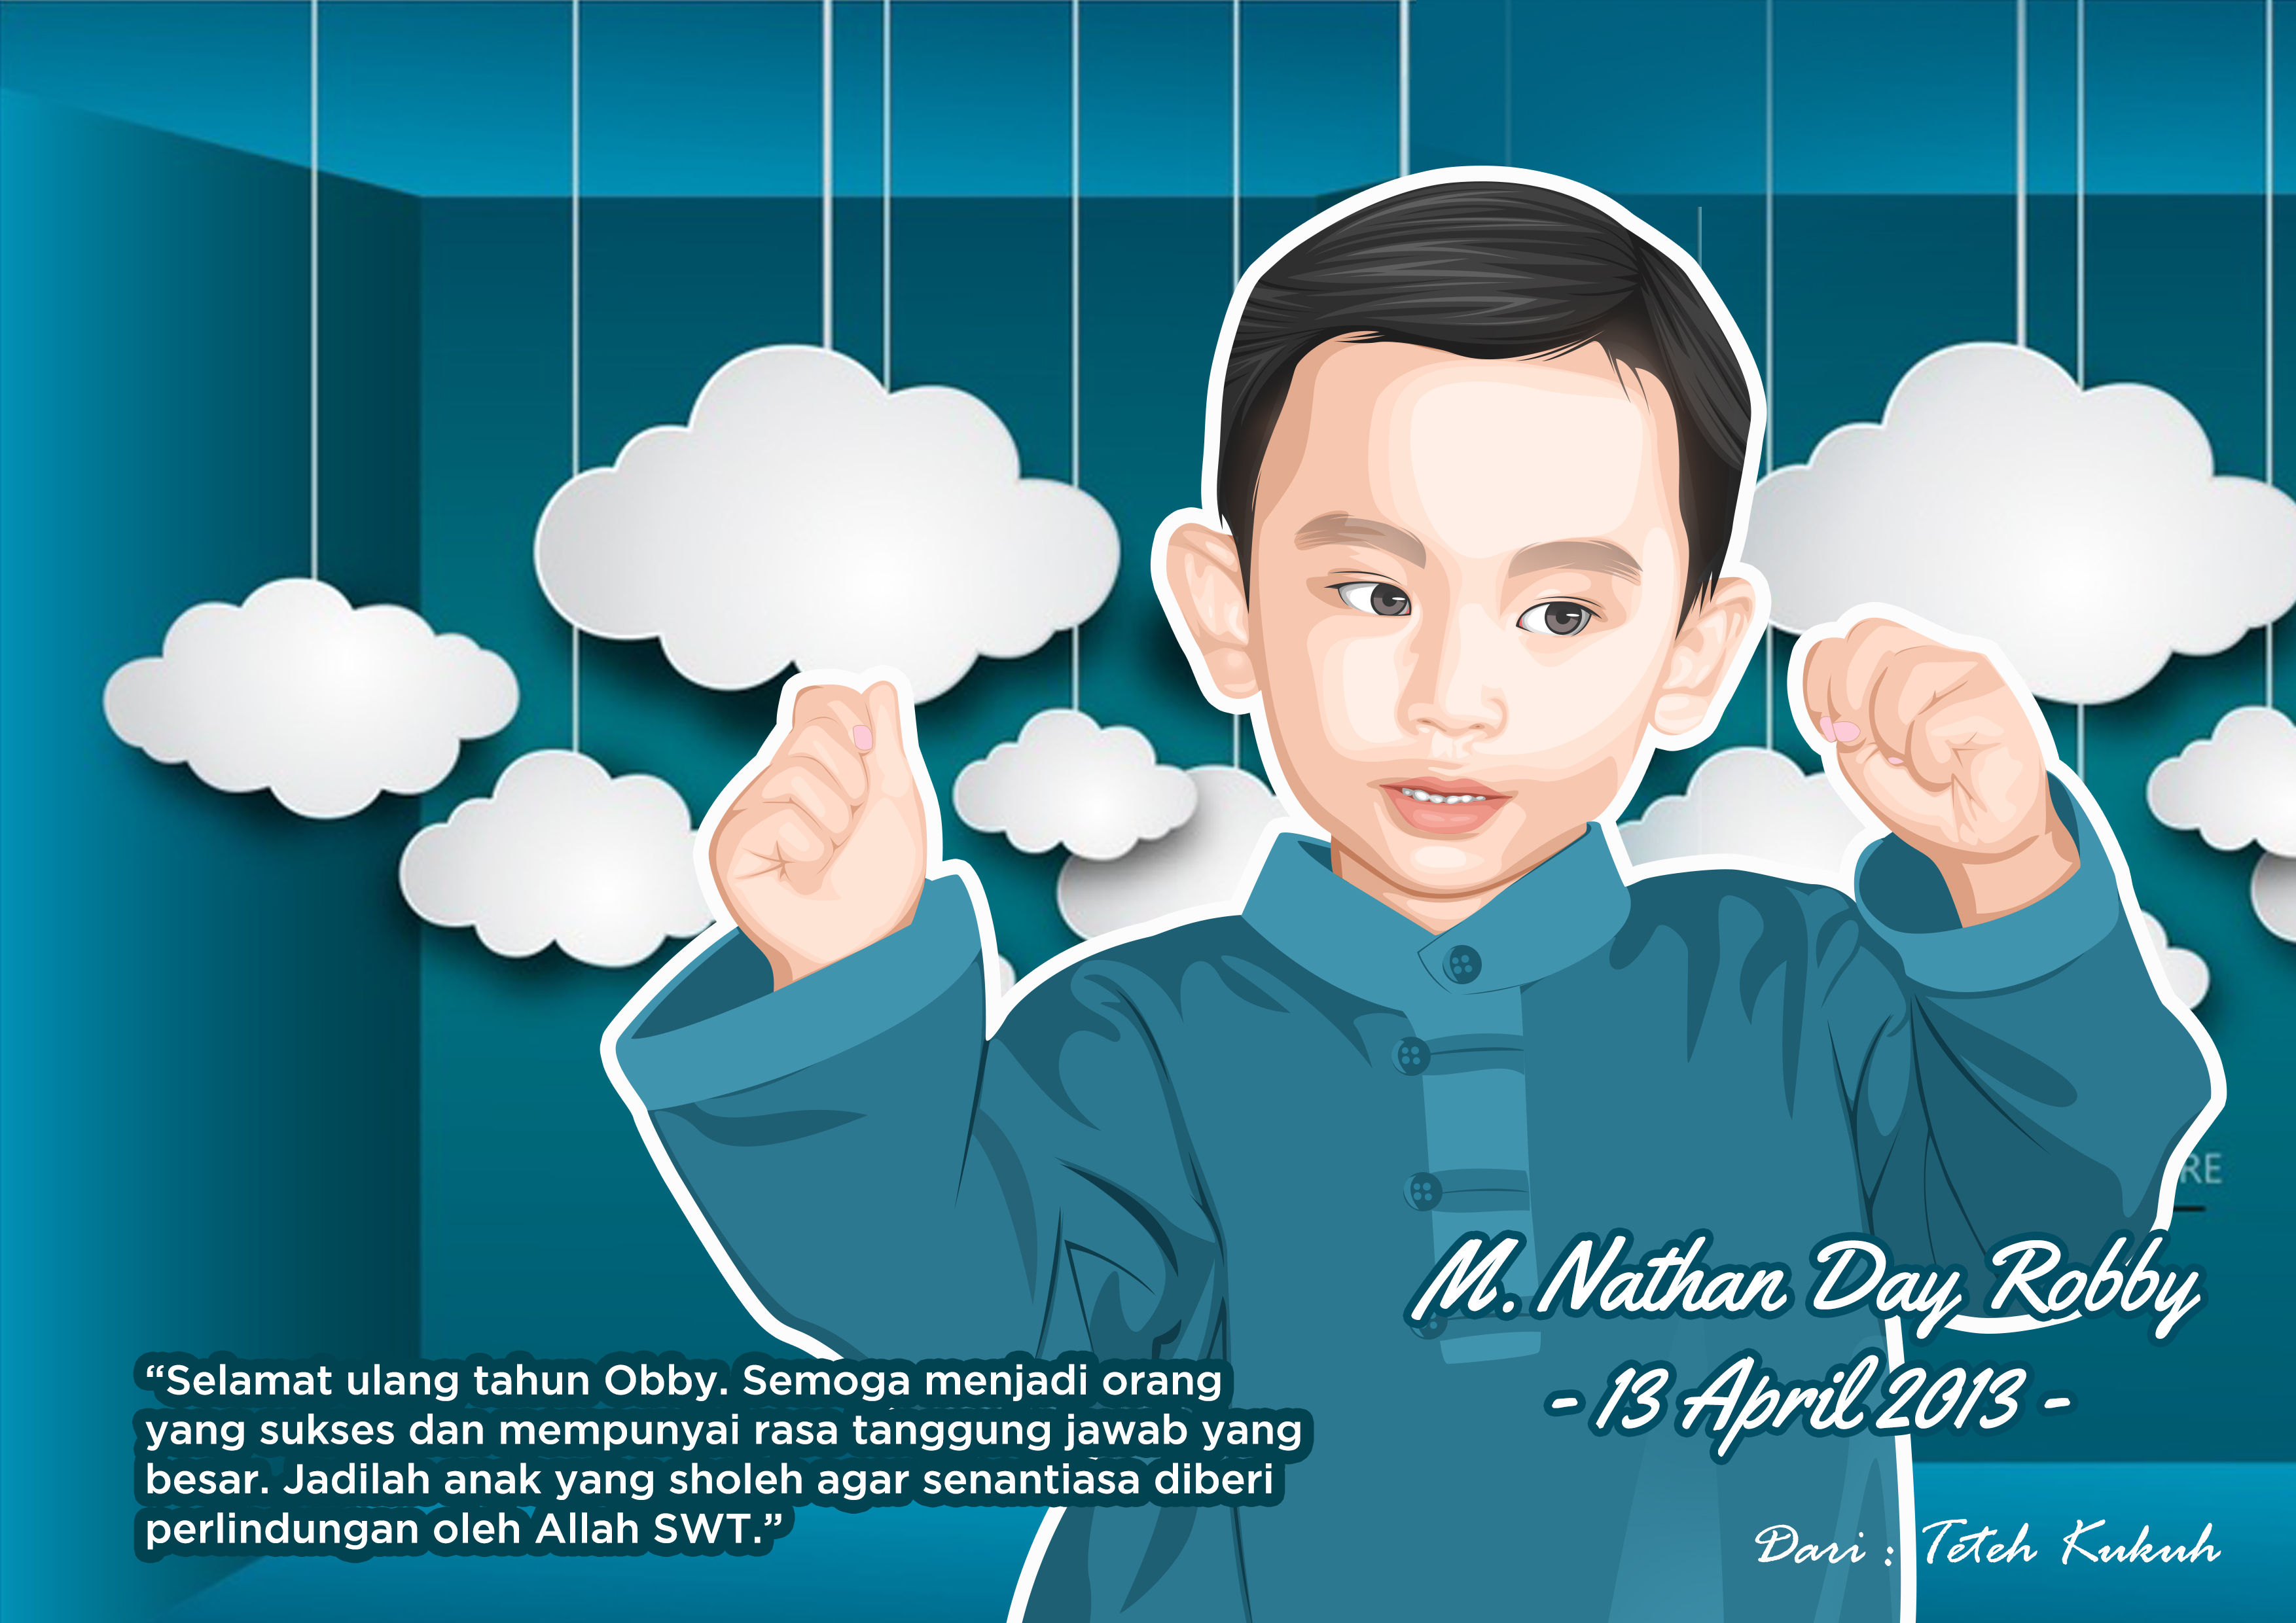 RE
M. Nathan Day Robby
- 13 April 2013 -
“Selamat ulang tahun Obby. Semoga menjadi orang
yang sukses dan mempunyai rasa tanggung jawab yang
besar. Jadilah anak yang sholeh agar senantiasa diberi
perlindungan oleh Allah SWT.”
Dari : Teteh Kukuh